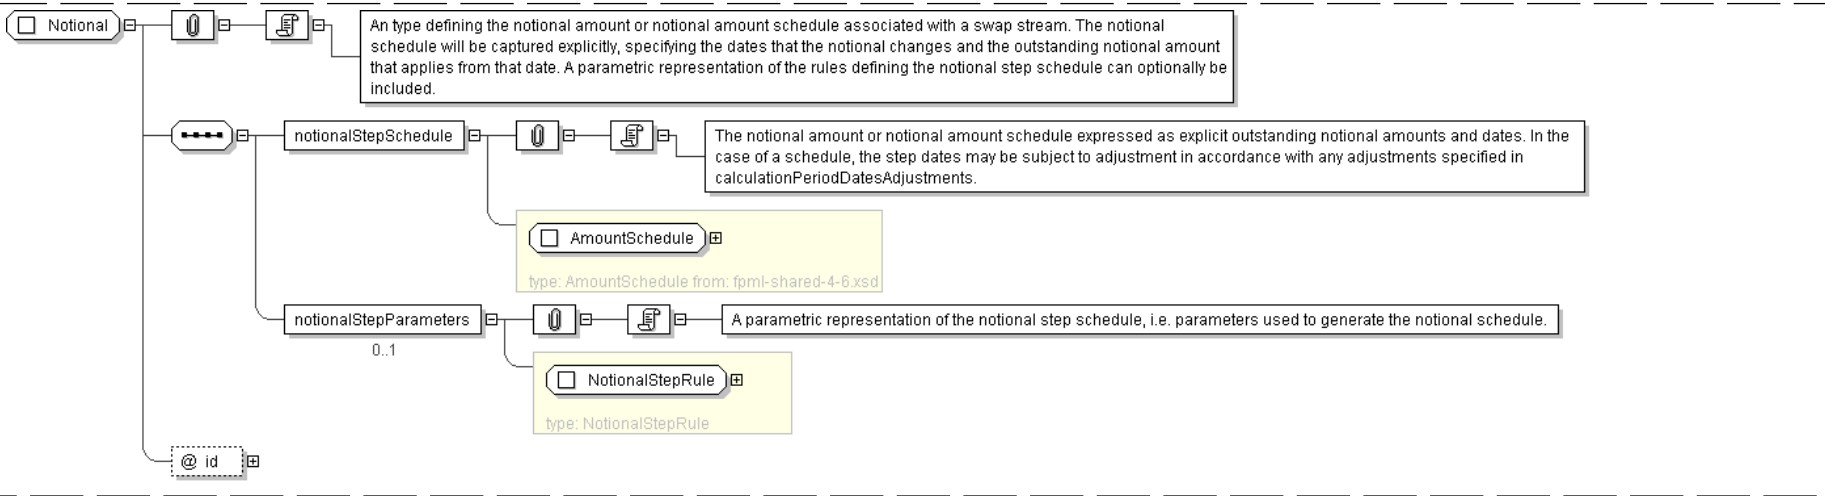 Notional
An type defining the notional amount or notional amount schedule associated with a swap stream. The notional
schedule will be captured explicitly, specifying the dates that the notional changes and the outstanding notional amount
that applies from that date. A parametric representation of the rules defining the notional step schedule can optionally be
included.
notionalStepSchedule
The notional amount or notional amount schedule expressed as explicit outstanding notional amounts and dates. In the
case of a schedule, the step dates may be subject to adjustment in accordance with any adjustments specified in
calculationPeriodDatesAdjustments.
AmountSchedule
type: AmountSchedule from: fpml-shared-4-6.xsd
notionalStepParameters
A parametric representation of the notional step schedule, i.e. parameters used to generate the notional schedule.
0..1
NotionalStepRule
type: NotionalStepRule
@ id